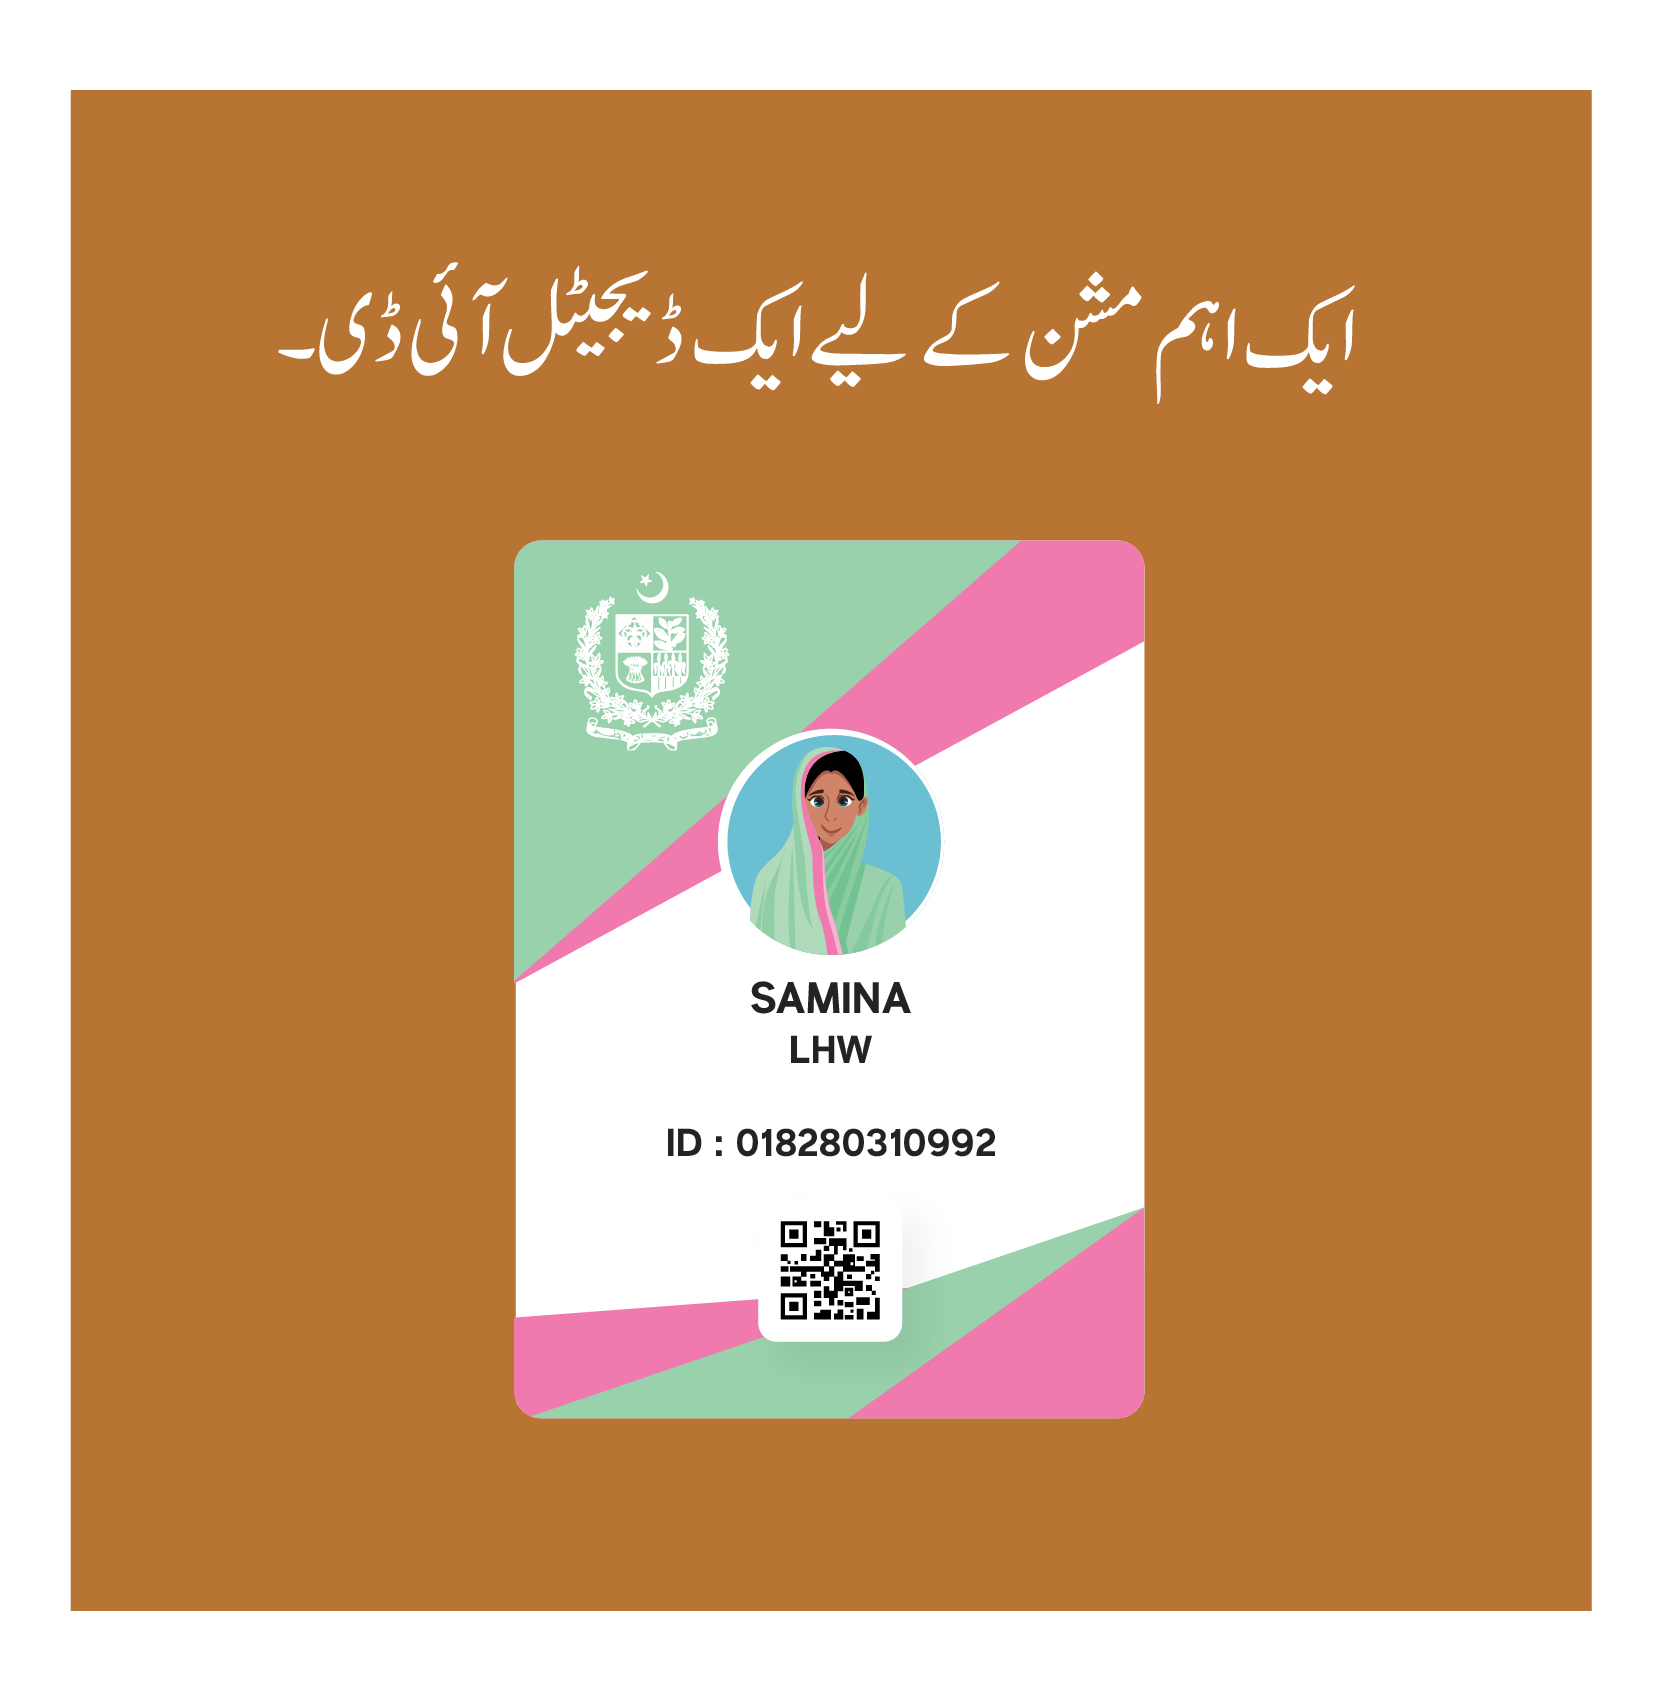 ایک اہم مشن کے لیے ایک ڈیجیٹل آئی ڈی۔
SAMINA
LHW
ID : 018280310992